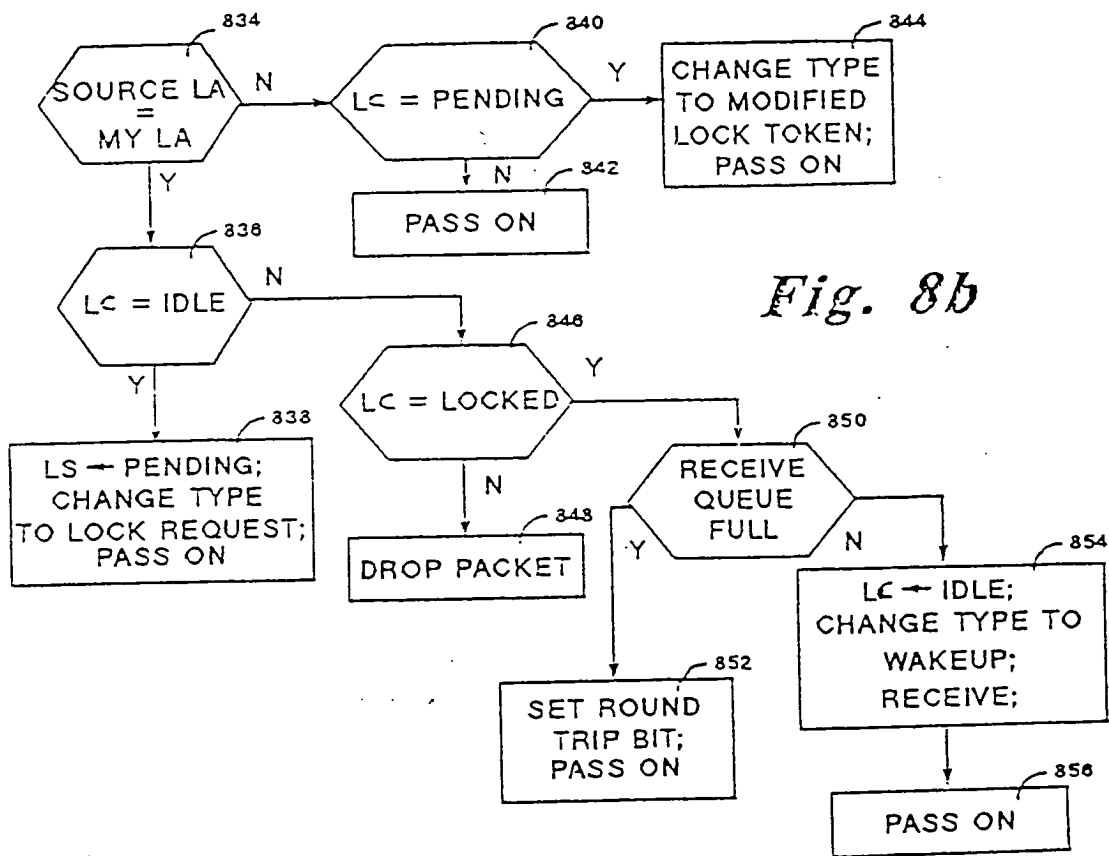 834
SOURCE LA
=
MY LA
N
Y
840
LC = PENDING
Y
N
844
CHANGE TYPE
TO MODIFIED
LOCK TOKEN;
PASS ON
842
PASS ON
836
LC = IDLE
N
Y
Fig. 8b
838
LS ← PENDING;
CHANGE TYPE
TO LOCK REQUEST;
PASS ON
846
LC = LOCKED
Y
N
848
DROP PACKET
850
RECEIVE
QUEUE
FULL
Y
N
852
SET ROUND
TRIP BIT;
PASS ON
854
LC ← IDLE;
CHANGE TYPE TO
WAKEUP;
RECEIVE;
856
PASS ON